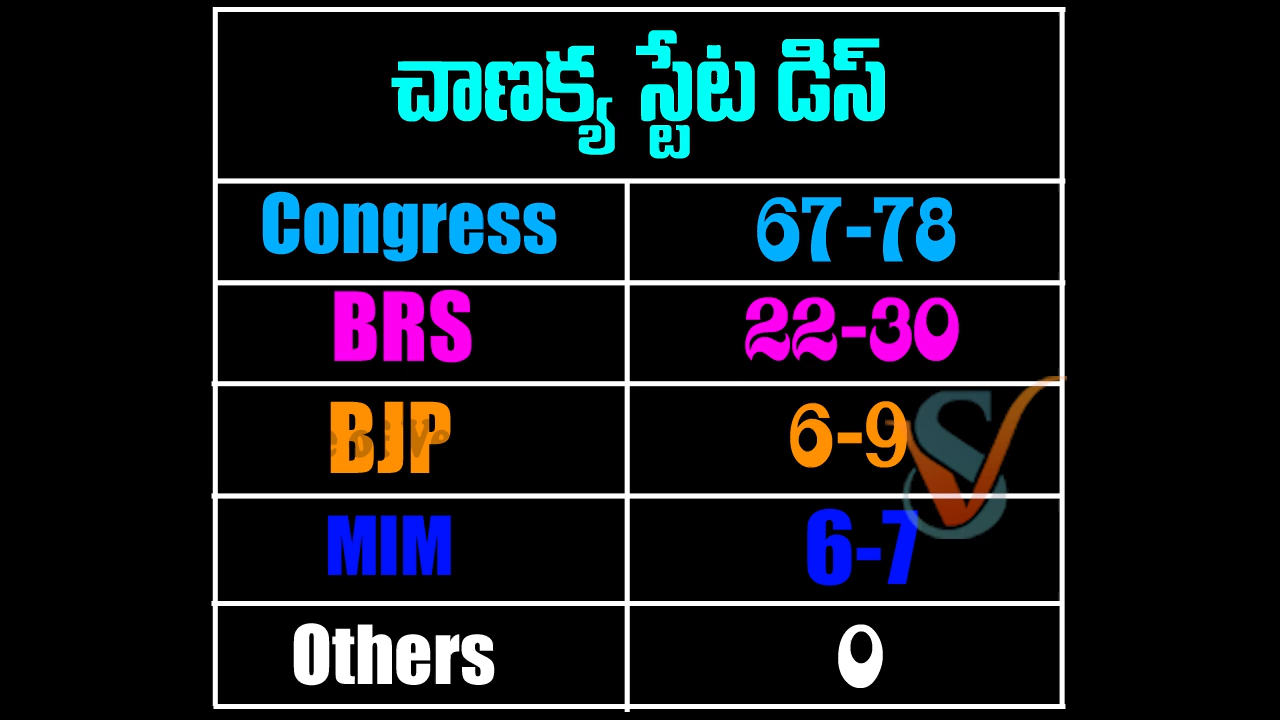 చాణక్య స్టేట డిస్
Congress 67-78
BRS 22-30
BJP 6-9
MIM 6-7
Others 0